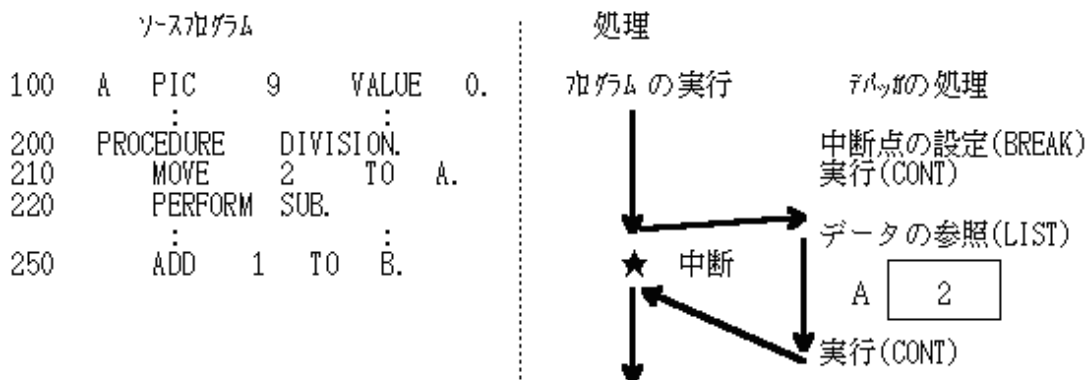 ソースプログラム
100 A PIC 9 VALUE 0.
: :
200 PROCEDURE DIVISION.
210 MOVE 2 TO A.
220 PERFORM SUB.
: :
250 ADD 1 TO B.
処理
プログラム の実行
デバッガの処理
中断点の設定(BREAK)
実行(CONT)
データの参照(LIST)
★ 中断
A 2
実行(CONT)